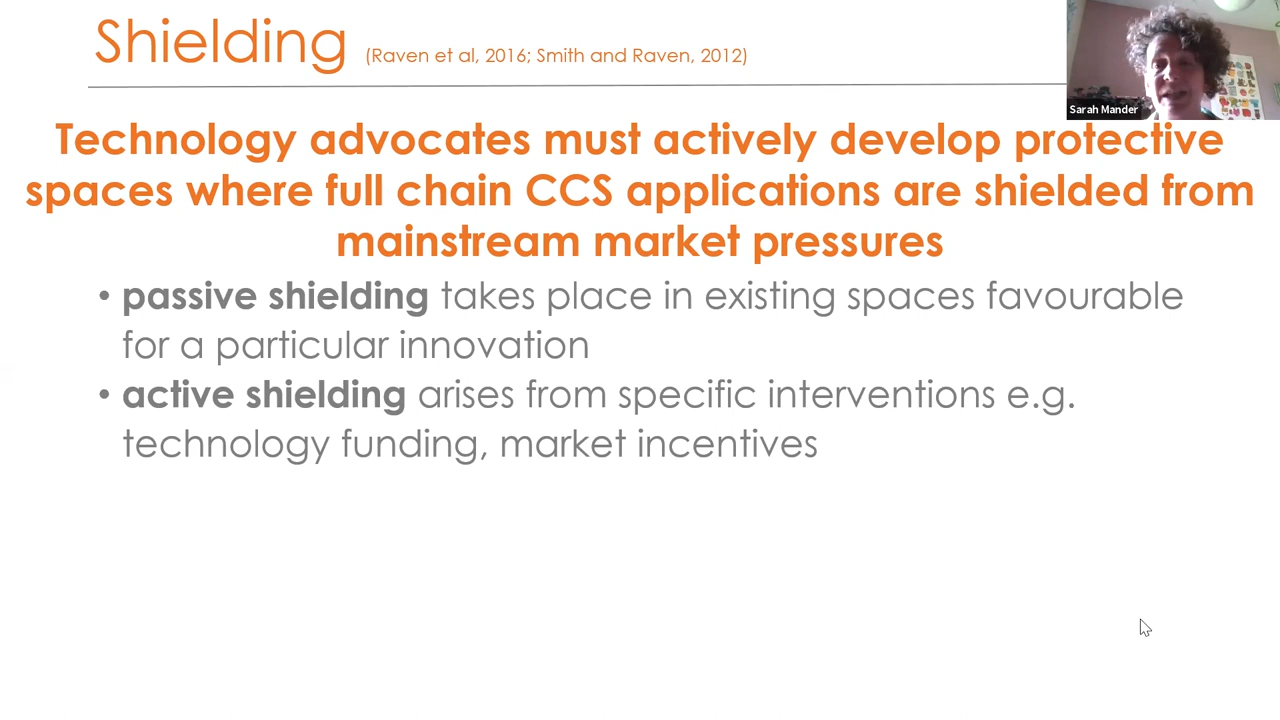 Shielding (Raven et al, 2016; Smith and Raven, 2012)
Sarah Mander
Technology advocates must actively develop protective
spaces where full chain CCS applications are shielded from
mainstream market pressures
• passive shielding takes place in existing spaces favourable
for a particular innovation
• active shielding arises from specific interventions e.g.
technology funding, market incentives